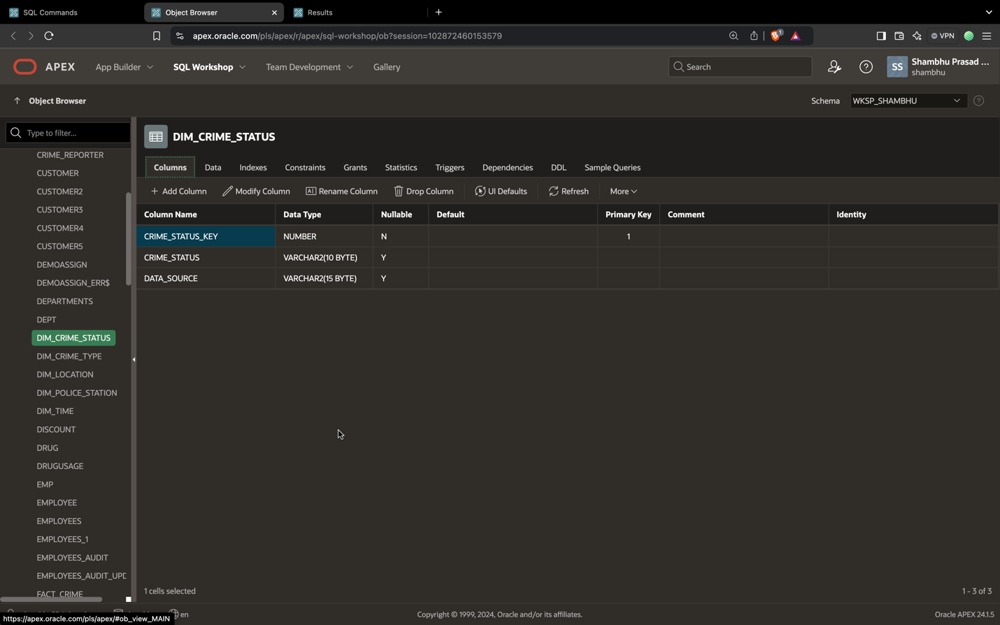 SQL Commands
Object Browser
Results
apex.oracle.com/pls/apex/r/apex/sql-workshop/ob?session=102872460153579
1
VPN
APEX
App Builder
SQL Workshop
Team Development
Gallery
Search
SS
Shambhu Prasad ...
shambhu
Object Browser
Schema
WKSP_SHAMBHU
Type to filter...
CRIME_REPORTER
CUSTOMER
CUSTOMER2
CUSTOMER3
CUSTOMER4
CUSTOMER5
DEMOASSIGN
DEMOASSIGN_ERR$
DEPARTMENTS
DEPT
DIM_CRIME_STATUS
DIM_CRIME_TYPE
DIM_LOCATION
DIM_POLICE_STATION
DIM_TIME
DISCOUNT
DRUG
DRUGUSAGE
EMP
EMPLOYEE
EMPLOYEES
EMPLOYEES_1
EMPLOYEES_AUDIT
EMPLOYEES_AUDIT_UPD
FACT_CRIME
DIM_CRIME_STATUS
Columns Data Indexes Constraints Grants Statistics Triggers Dependencies DDL Sample Queries
Add Column Modify Column Rename Column Drop Column UI Defaults Refresh More
Column Name Data Type Nullable Default Primary Key Comment Identity
CRIME_STATUS_KEY NUMBER N 1
CRIME_STATUS VARCHAR2(10 BYTE) Y
DATA_SOURCE VARCHAR2(15 BYTE) Y
1 cells selected
1 - 3 of 3
en
Copyright © 1999, 2024, Oracle and/or its affiliates.
Oracle APEX 24.1.5
https://apex.oracle.com/pls/apex/#ob_view_MAIN